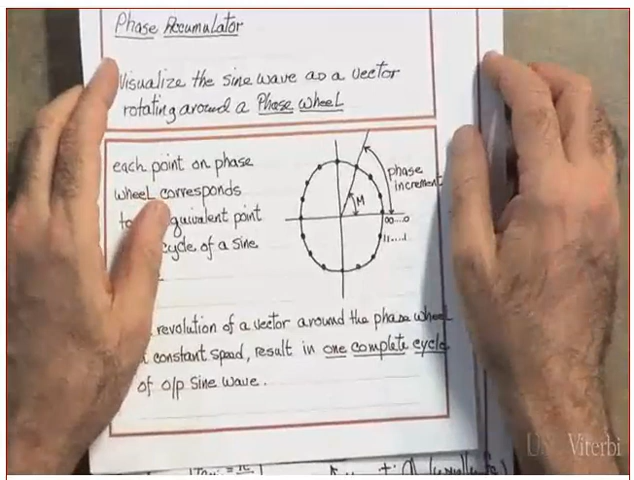 Phase Accumulator
Visualize the sine wave as a vector
rotating around a Phase Wheel
each point on phase
wheel corresponds
to equivalent point
cycle of a sine
phase
increment
M
00...0
11....1
revolution of a vector around the phase wheel
constant speed, result in one complete cycle
of o/p sine wave.
Viterbi